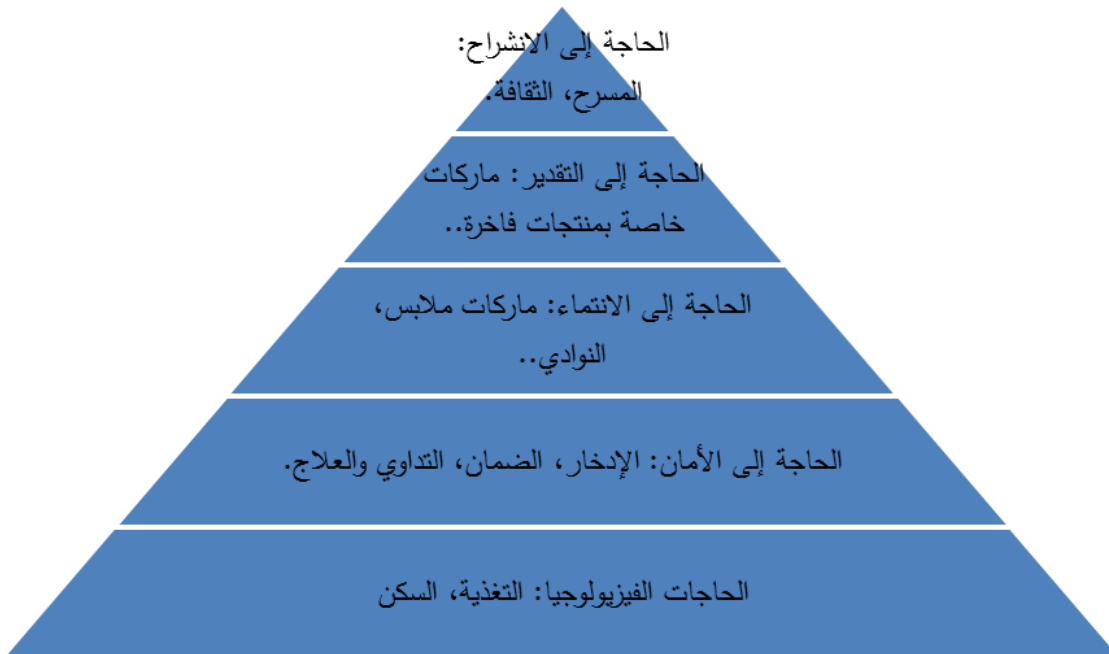 الحاجة إلى الانشراح:
المسرح، الثقافة.
الحاجة إلى التقدير: ماركات
خاصة بمنتجات فاخرة..
الحاجة إلى الانتماء: ماركات ملابس،
النوادي..
الحاجة إلى الأمان: الإدخار، الضمان، التداوي والعلاج.
الحاجات الفيزيولوجيا: التغذية، السكن